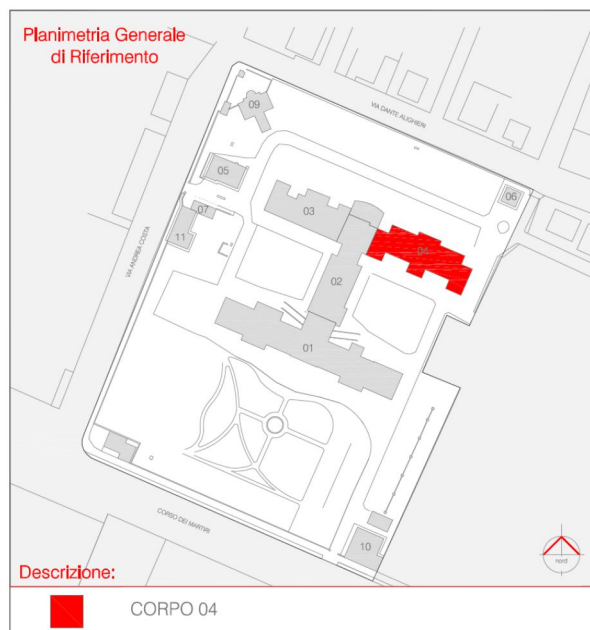 Planimetria Generale
di Riferimento
VIA DANTE ALIGHIERI
09
05
06
07
03
11
04
VIA ANDREA COSTA
02
01
CORSO DEI MARTIRI
10
nord
Descrizione:
CORPO 04